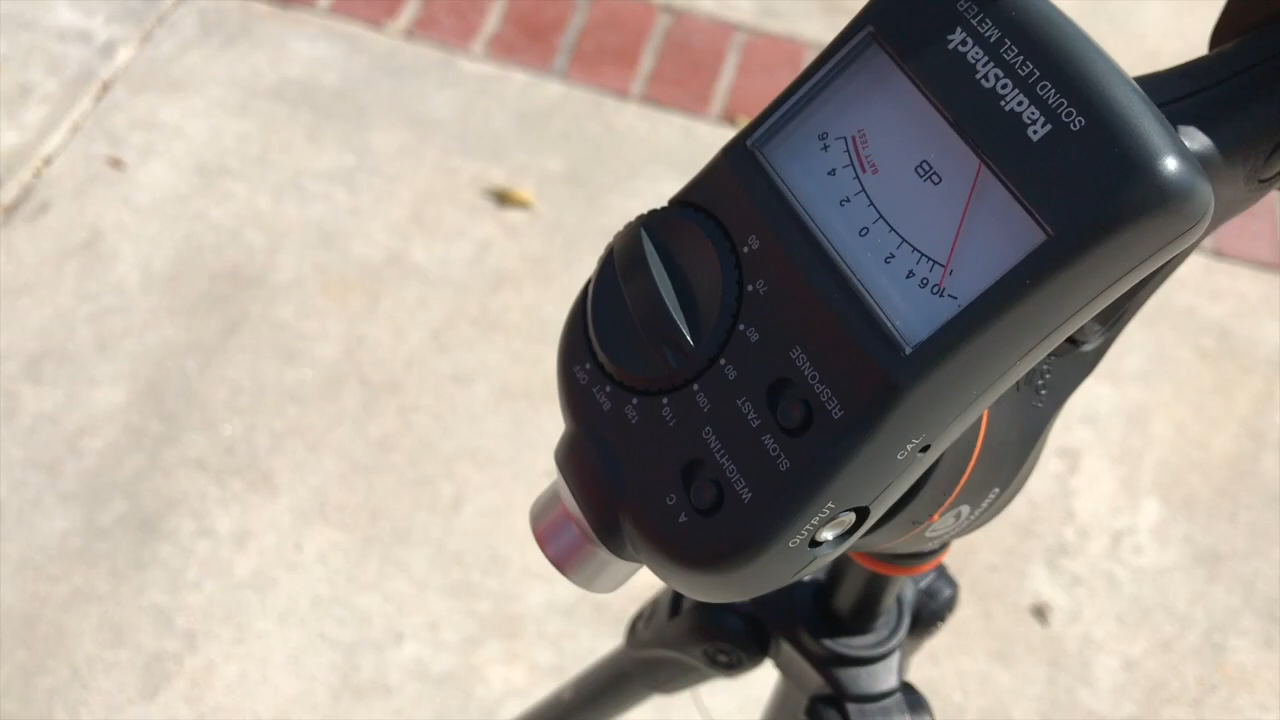 RadioShack
SOUND LEVEL METER
BATT TEST
dB
-10 6 4 2 0 2 4 +6
60
70
80
90
100
110
120
BATT
OFF
RESPONSE
SLOW FAST
WEIGHTING
A C
CAL.
OUTPUT